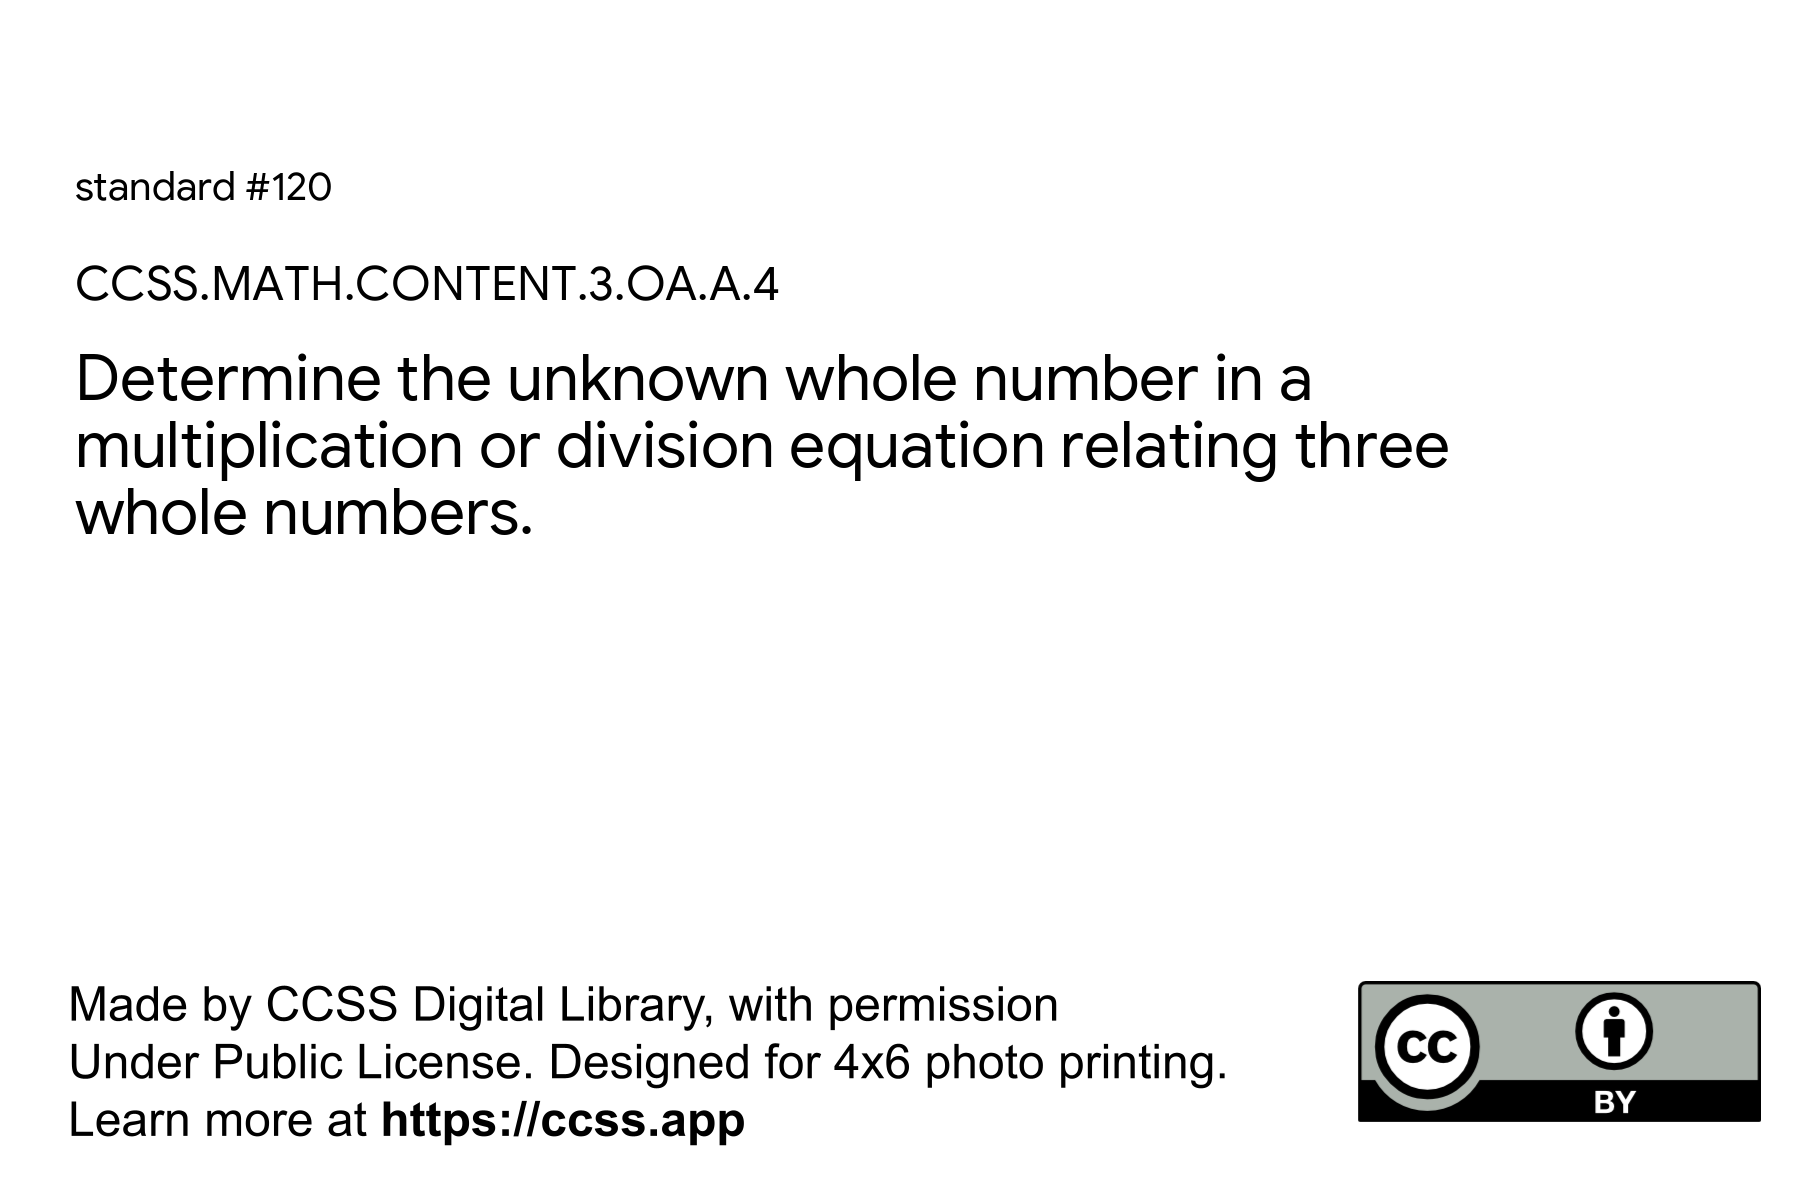 standard #120
CCSS.MATH.CONTENT.3.OA.A.4
Determine the unknown whole number in a
multiplication or division equation relating three
whole numbers.
Made by CCSS Digital Library, with permission
Under Public License. Designed for 4x6 photo printing.
Learn more at https://ccss.app
CC
BY